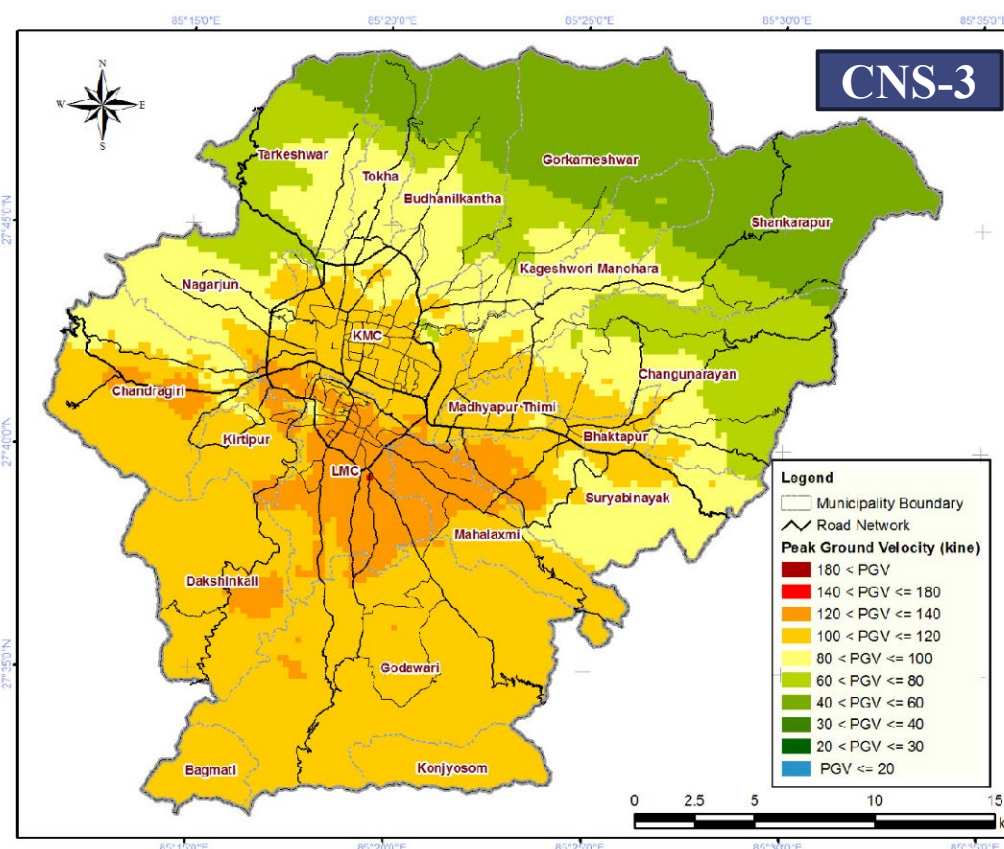 85°15'0"E 85°20'0"E 85°25'0"E 85°30'0"E 85°35'0"E
CNS-3
N
W E
S
Tarkeshwar
Gorkarneshwar
Tokha
Budhanilkantha
27°45'0"N
Shankarapur
Kageshwori Manohara
Nagarjun
KMC
Changunarayan
Chandragiri
Madhyapur Thimi
27°40'0"N
Kirtipur
Bhaktapur
LMC
Suryabinayak
Mahalaxmi
Dakshinkali
27°35'0"N
Godawari
Bagmati
Konjyosom
Legend
Municipality Boundary
Road Network
Peak Ground Velocity (kine)
180 < PGV
140 < PGV <= 180
120 < PGV <= 140
100 < PGV <= 120
80 < PGV <= 100
60 < PGV <= 80
40 < PGV <= 60
30 < PGV <= 40
20 < PGV <= 30
PGV <= 20
0 2.5 5 10 15
k